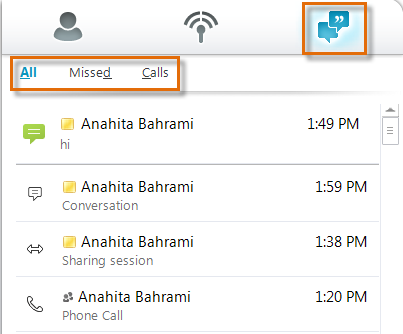 All Missed Calls
Anahita Bahrami 1:49 PM
hi
Anahita Bahrami 1:59 PM
Conversation
Anahita Bahrami 1:38 PM
Sharing session
Anahita Bahrami 1:20 PM
Phone Call